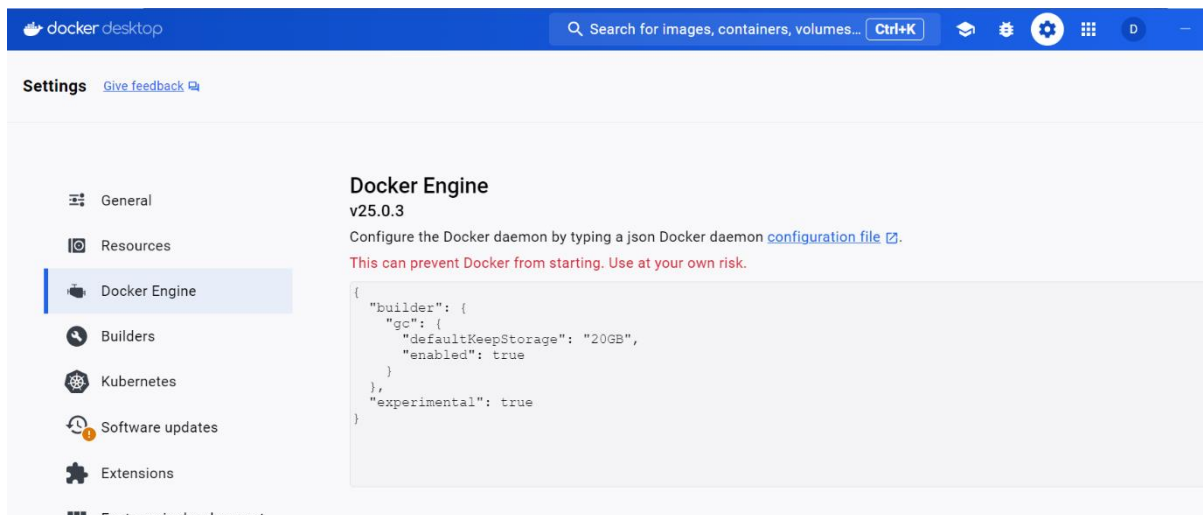 docker desktop
Search for images, containers, volumes... Ctrl+K
D
Settings Give feedback
General
Resources
Docker Engine
Builders
Kubernetes
Software updates
Extensions
Docker Engine
v25.0.3
Configure the Docker daemon by typing a json Docker daemon configuration file.
This can prevent Docker from starting. Use at your own risk.
{
"builder": {
"gc": {
"defaultKeepStorage": "20GB",
"enabled": true
}
},
"experimental": true
}